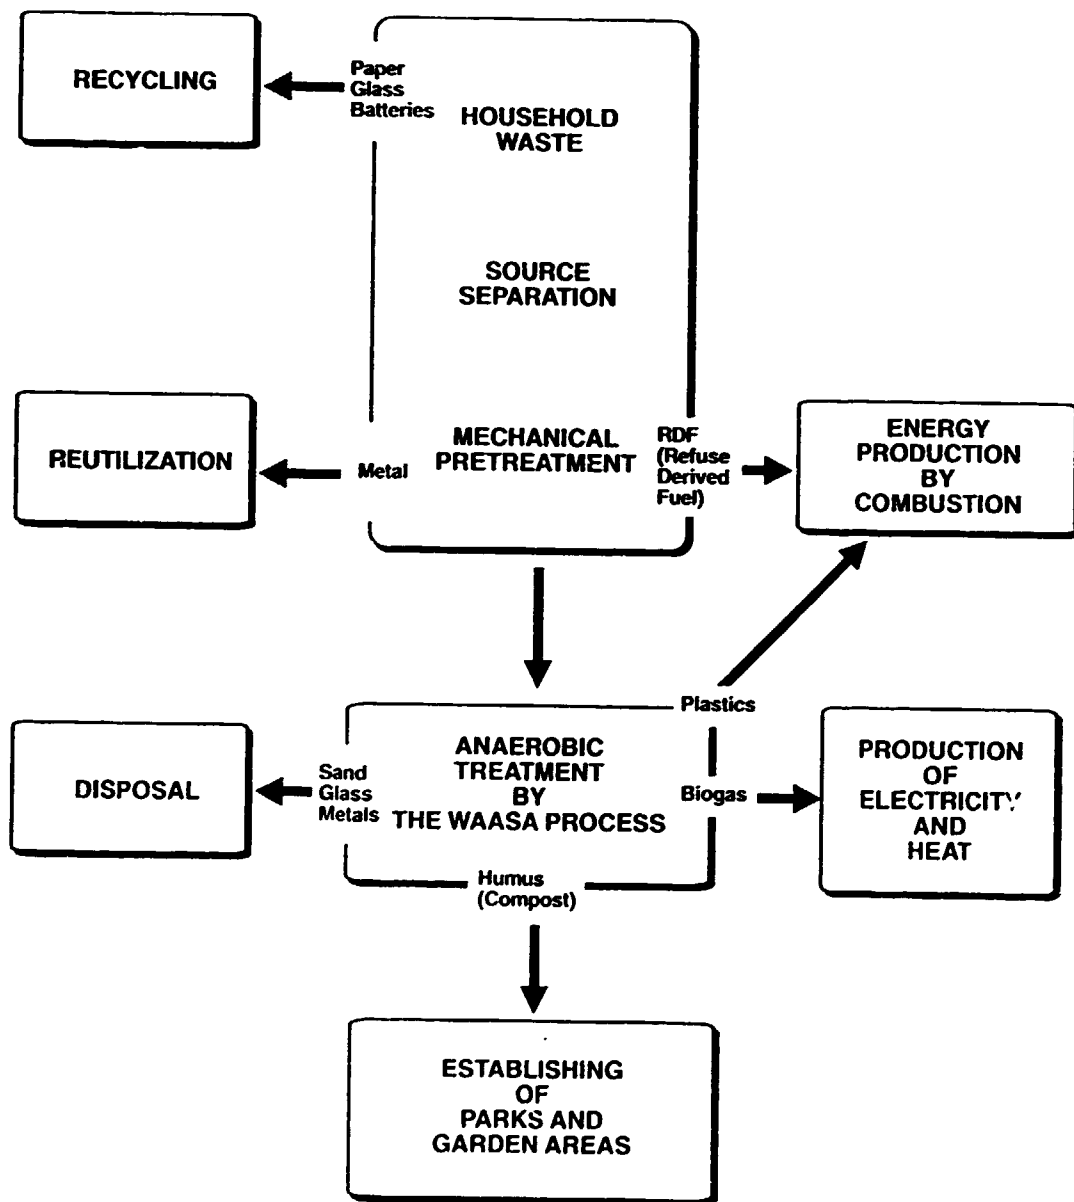 RECYCLING
Paper
Glass
Batteries
HOUSEHOLD
WASTE
SOURCE
SEPARATION
REUTILIZATION
Metal
MECHANICAL
PRETREATMENT
RDF
(Refuse
Derived
Fuel)
ENERGY
PRODUCTION
BY
COMBUSTION
DISPOSAL
Sand
Glass
Metals
ANAEROBIC
TREATMENT
BY
THE WAASA PROCESS
Plastics
Biogas
PRODUCTION
OF
ELECTRICITY
AND
HEAT
Humus
(Compost)
ESTABLISHING
OF
PARKS AND
GARDEN AREAS